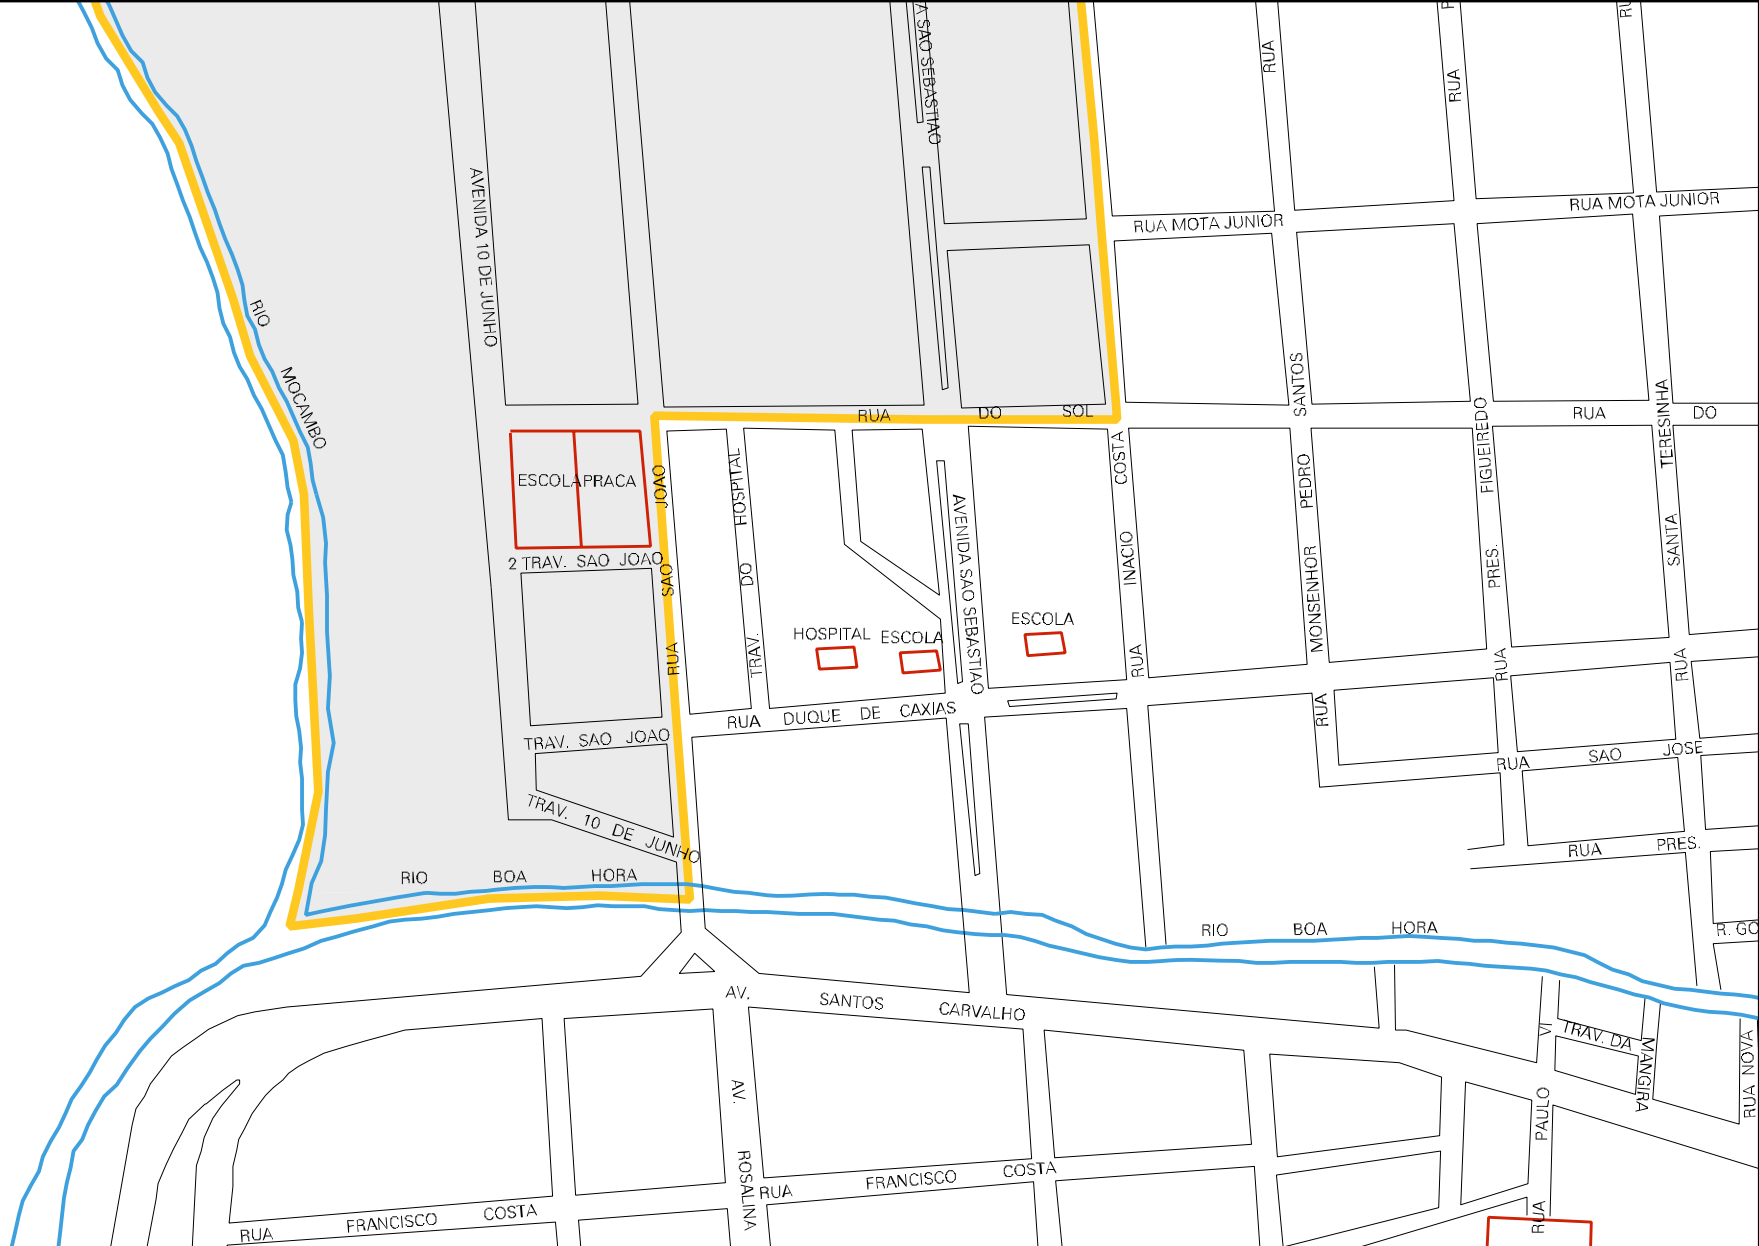 A SAO SEBASTIAO
RUA
RUA
AVENIDA 10 DE JUNHO
RUA MOTA JUNIOR
RUA MOTA JUNIOR
RIO
MOCAMBO
RUA DO SOL
RUA DO
ESCOLA
PRACA
2 TRAV. SAO JOAO
RUA SAO JOAO
TRAV. DO HOSPITAL
AVENIDA SAO SEBASTIAO
RUA INACIO COSTA
RUA MONSENHOR PEDRO SANTOS
RUA PRES. FIGUEIREDO
RUA SANTA TERESINHA
HOSPITAL
ESCOLA
ESCOLA
RUA DUQUE DE CAXIAS
TRAV. SAO JOAO
RUA SAO JOSE
TRAV. 10 DE JUNHO
RUA PRES.
RIO BOA HORA
RIO BOA HORA
R. GO
AV. SANTOS CARVALHO
TRAV. DA
MANGIRA
RUA NOVA
RUA PAULO VI
AV. ROSALINA
RUA FRANCISCO COSTA
RUA FRANCISCO COSTA